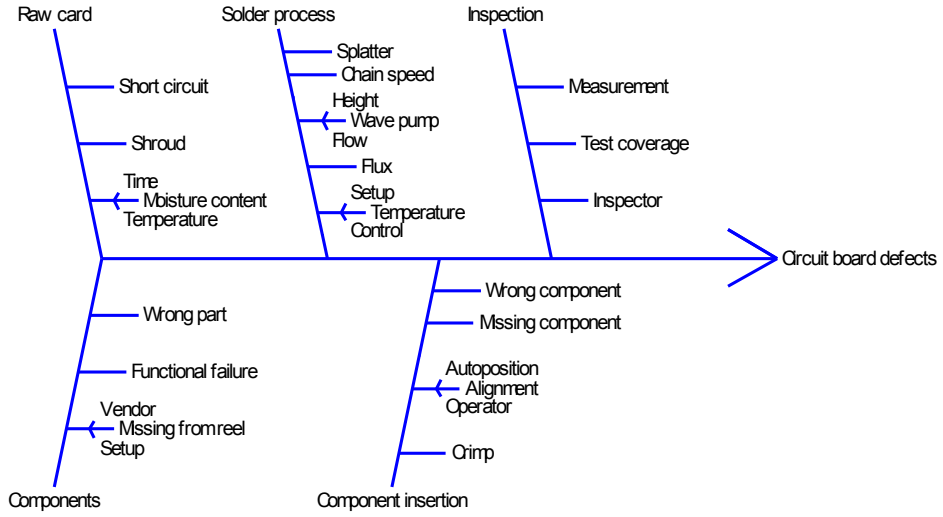 Raw card
Solder process
Inspection
Short circuit
Shroud
Time
Moisture content
Temperature
Splatter
Chain speed
Height
Wave pump
Flow
Flux
Setup
Temperature
Control
Measurement
Test coverage
Inspector
Circuit board defects
Wrong part
Functional failure
Vendor
Missing from reel
Setup
Components
Wrong component
Missing component
Autoposition
Alignment
Operator
Crimp
Component insertion